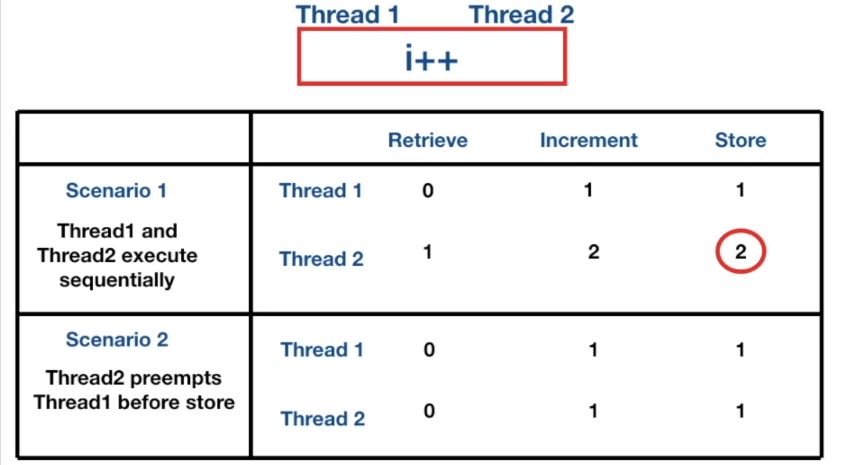 Thread 1 Thread 2
i++
Retrieve Increment Store
Scenario 1 Thread 1 0 1 1
Thread1 and
Thread2 execute Thread 2 1 2 2
sequentially
Scenario 2 Thread 1 0 1 1
Thread2 preempts
Thread1 before store Thread 2 0 1 1